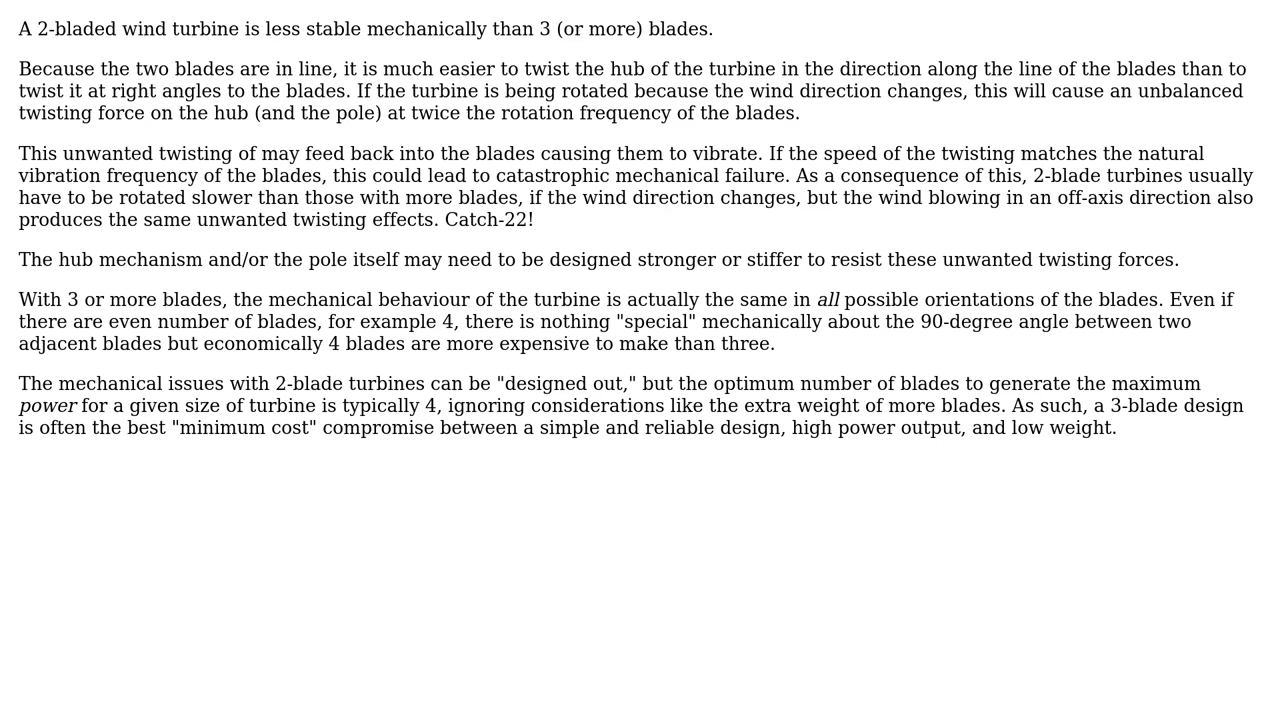 A 2-bladed wind turbine is less stable mechanically than 3 (or more) blades.
Because the two blades are in line, it is much easier to twist the hub of the turbine in the direction along the line of the blades than to
twist it at right angles to the blades. If the turbine is being rotated because the wind direction changes, this will cause an unbalanced
twisting force on the hub (and the pole) at twice the rotation frequency of the blades.
This unwanted twisting of may feed back into the blades causing them to vibrate. If the speed of the twisting matches the natural
vibration frequency of the blades, this could lead to catastrophic mechanical failure. As a consequence of this, 2-blade turbines usually
have to be rotated slower than those with more blades, if the wind direction changes, but the wind blowing in an off-axis direction also
produces the same unwanted twisting effects. Catch-22!
The hub mechanism and/or the pole itself may need to be designed stronger or stiffer to resist these unwanted twisting forces.
With 3 or more blades, the mechanical behaviour of the turbine is actually the same in all possible orientations of the blades. Even if
there are even number of blades, for example 4, there is nothing "special" mechanically about the 90-degree angle between two
adjacent blades but economically 4 blades are more expensive to make than three.
The mechanical issues with 2-blade turbines can be "designed out," but the optimum number of blades to generate the maximum
power for a given size of turbine is typically 4, ignoring considerations like the extra weight of more blades. As such, a 3-blade design
is often the best "minimum cost" compromise between a simple and reliable design, high power output, and low weight.